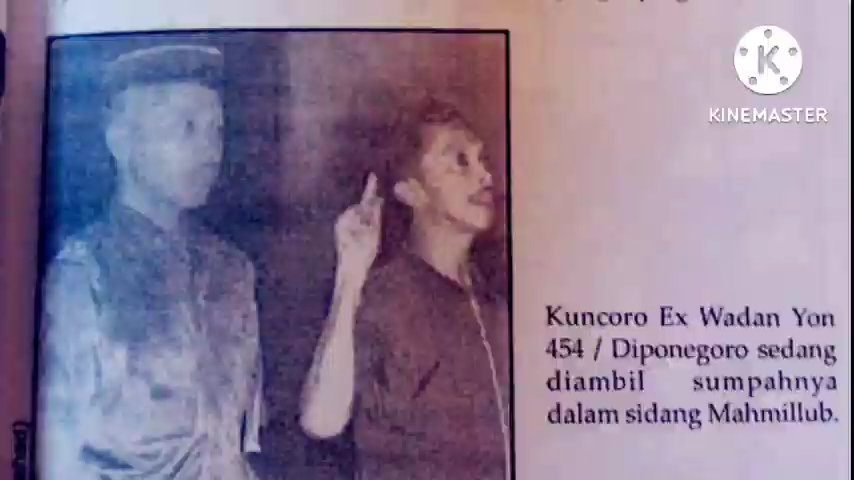 KINEMASTER
Kuncoro Ex Wadan Yon
454 / Diponegoro sedang
diambil sumpahnya
dalam sidang Mahmillub.